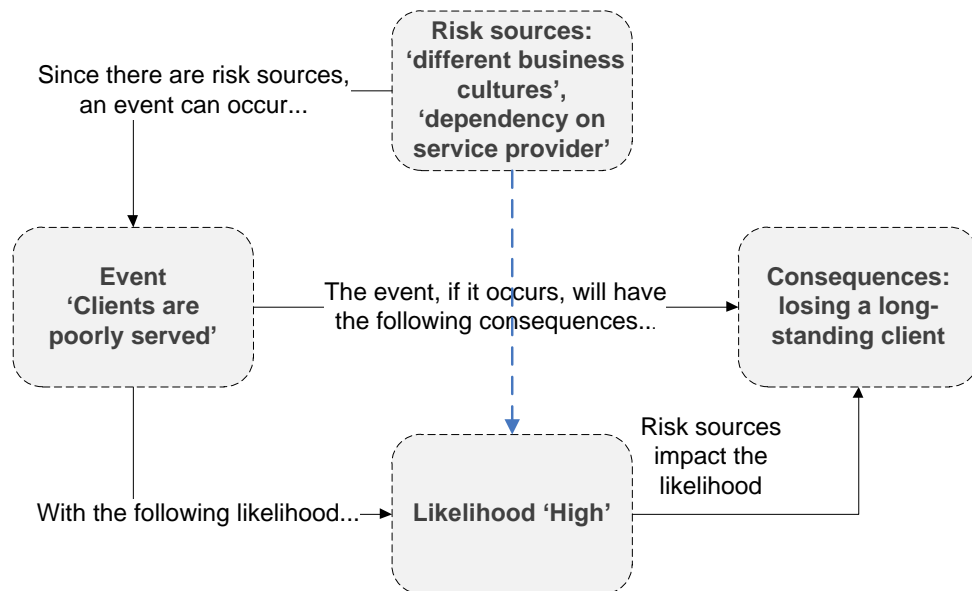 Risk sources:
‘different business
cultures’,
‘dependency on
service provider’
Since there are risk sources,
an event can occur...
Event
‘Clients are
poorly served’
The event, if it occurs, will have
the following consequences...
Consequences:
losing a long-
standing client
Risk sources
impact the
likelihood
With the following likelihood...
Likelihood ‘High’